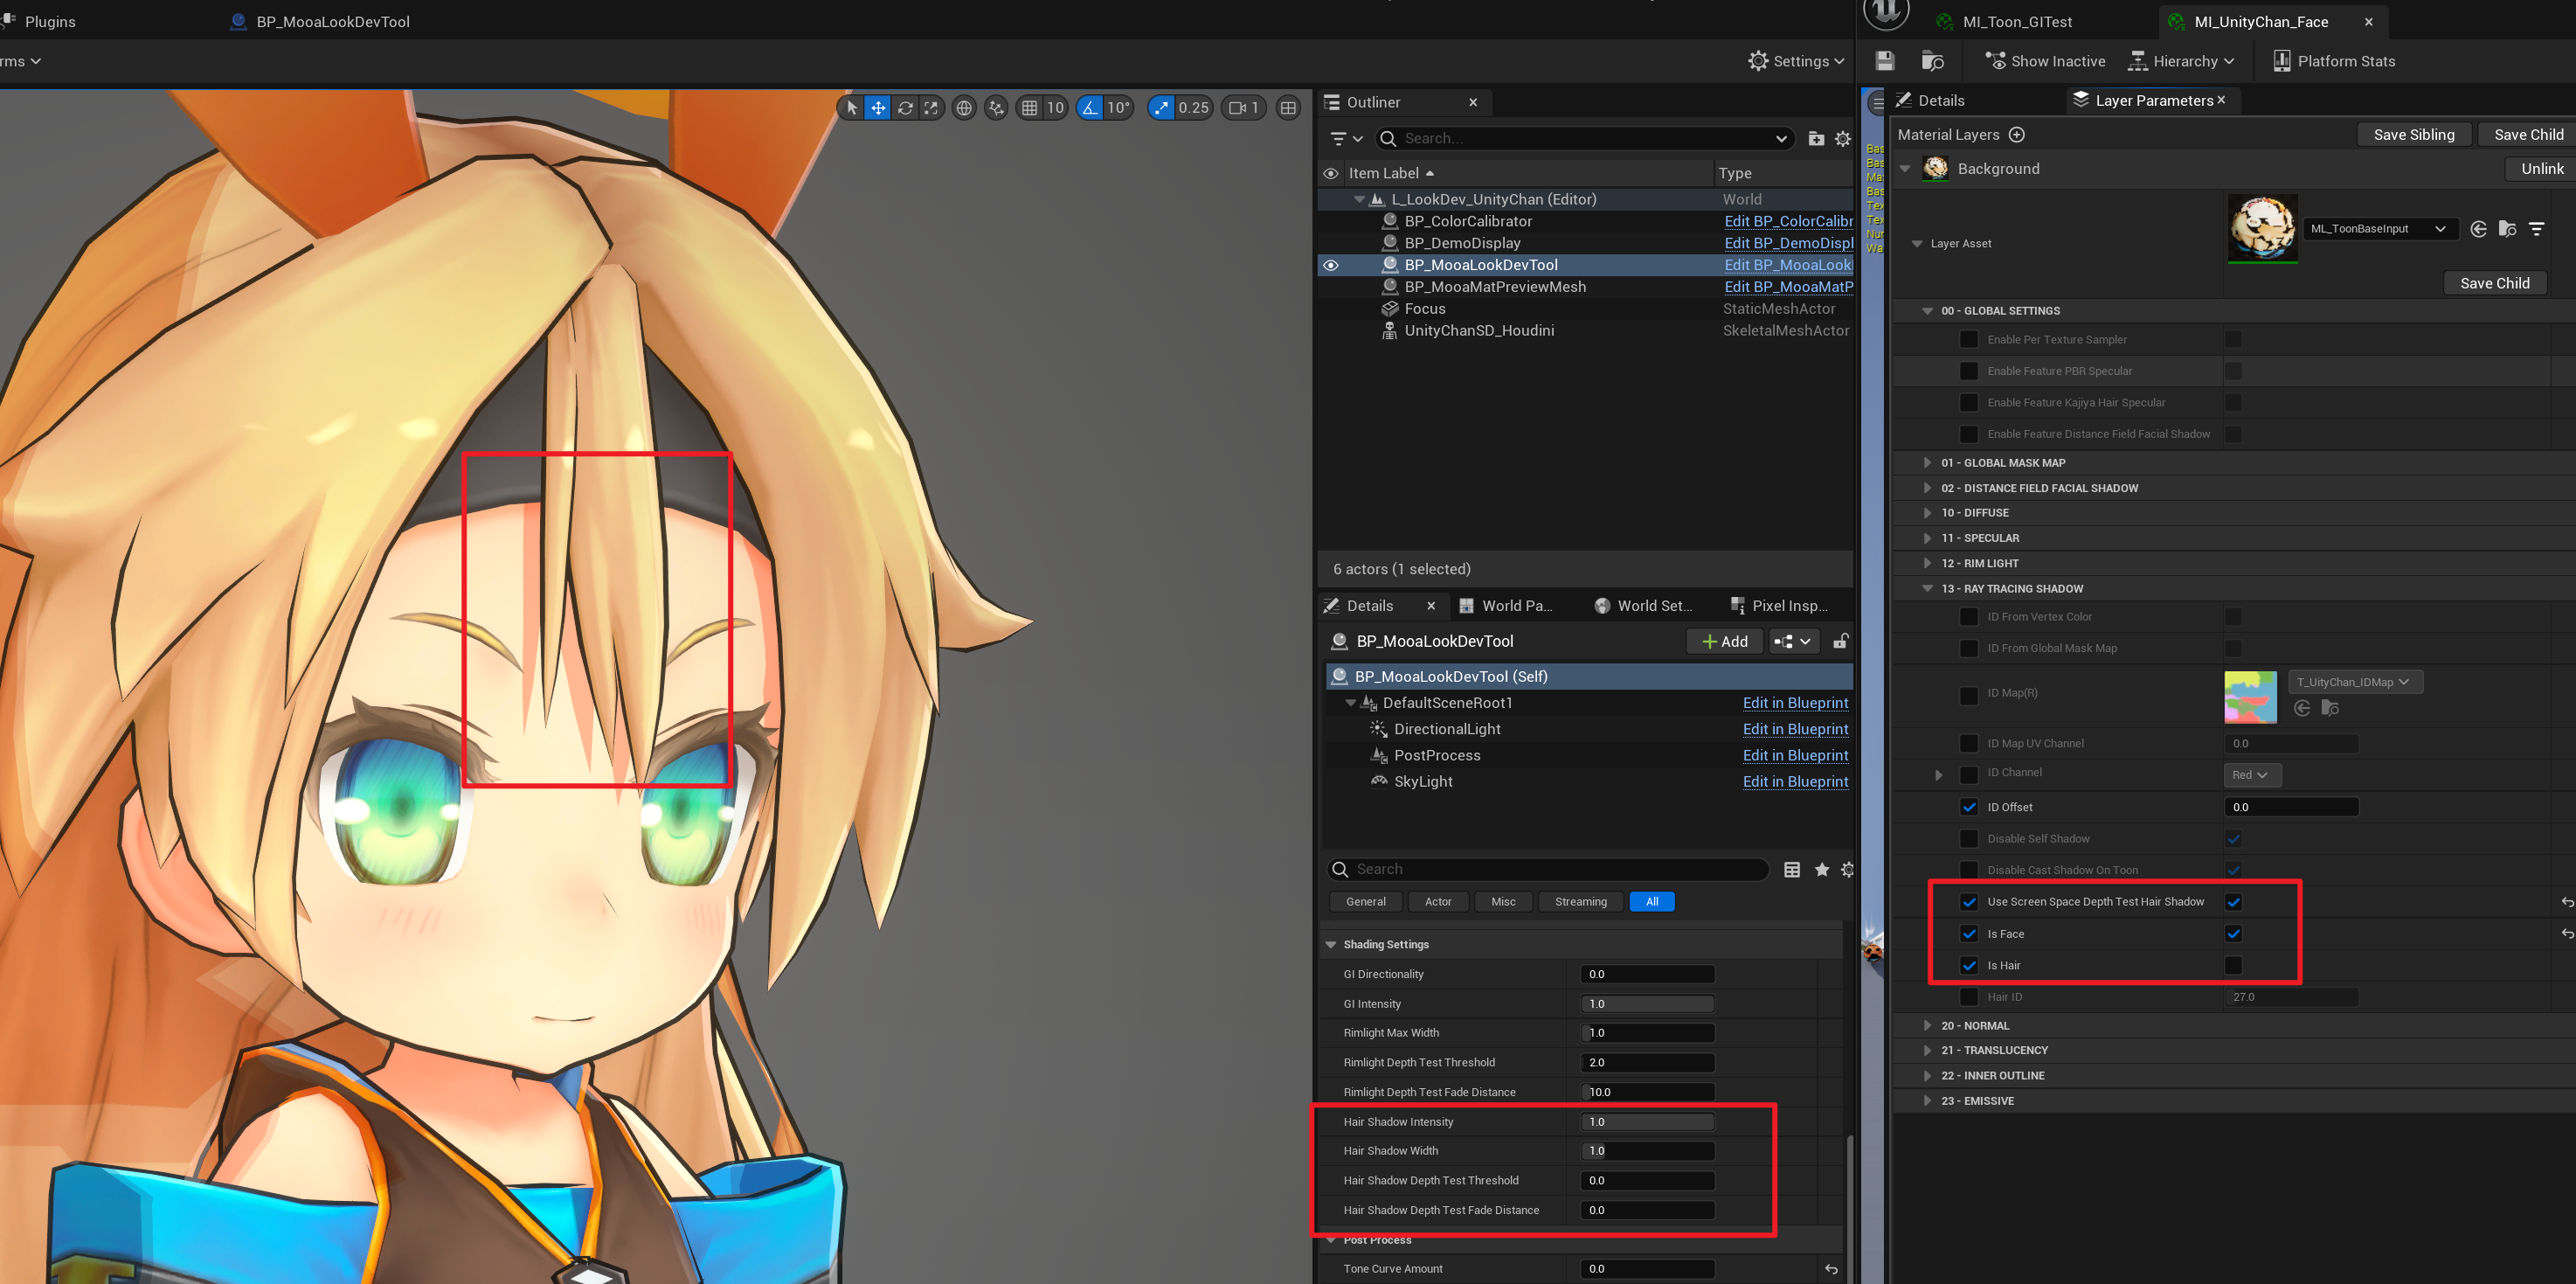 Plugins
BP_MooaLookDevTool
rms
Settings
10
10°
0.25
1
Outliner
Search...
Item Label
Type
L_LookDev_UnityChan (Editor)
World
BP_ColorCalibrator
Edit BP_ColorCalibr
BP_DemoDisplay
Edit BP_DemoDispl
BP_MooaLookDevTool
Edit BP_MooaLook
BP_MooaMatPreviewMesh
Edit BP_MooaMatP
Focus
StaticMeshActor
UnityChanSD_Houdini
SkeletalMeshActor
6 actors (1 selected)
Details
World Pa...
World Set...
Pixel Insp...
BP_MooaLookDevTool
Add
BP_MooaLookDevTool (Self)
DefaultSceneRoot1
Edit in Blueprint
DirectionalLight
Edit in Blueprint
PostProcess
Edit in Blueprint
SkyLight
Edit in Blueprint
Search
General
Actor
Misc
Streaming
All
Shading Settings
GI Directionality
0.0
GI Intensity
1.0
Rimlight Max Width
1.0
Rimlight Depth Test Threshold
2.0
Rimlight Depth Test Fade Distance
10.0
Hair Shadow Intensity
1.0
Hair Shadow Width
1.0
Hair Shadow Depth Test Threshold
0.0
Hair Shadow Depth Test Fade Distance
0.0
Post Process
Tone Curve Amount
0.0
MI_Toon_GITest
MI_UnityChan_Face
Show Inactive
Hierarchy
Platform Stats
Bas
Bas
Ma
Bas
Tex
Tex
Nur
Wa
Details
Layer Parameters
Material Layers
Save Sibling
Save Child
Background
Unlink
Layer Asset
ML_ToonBaseInput
Save Child
00 - GLOBAL SETTINGS
Enable Per Texture Sampler
Enable Feature PBR Specular
Enable Feature Kajiya Hair Specular
Enable Feature Distance Field Facial Shadow
01 - GLOBAL MASK MAP
02 - DISTANCE FIELD FACIAL SHADOW
10 - DIFFUSE
11 - SPECULAR
12 - RIM LIGHT
13 - RAY TRACING SHADOW
ID From Vertex Color
ID From Global Mask Map
ID Map(R)
T_UityChan_IDMap
ID Map UV Channel
0.0
ID Channel
Red
ID Offset
0.0
Disable Self Shadow
Disable Cast Shadow On Toon
Use Screen Space Depth Test Hair Shadow
Is Face
Is Hair
Hair ID
27.0
20 - NORMAL
21 - TRANSLUCENCY
22 - INNER OUTLINE
23 - EMISSIVE